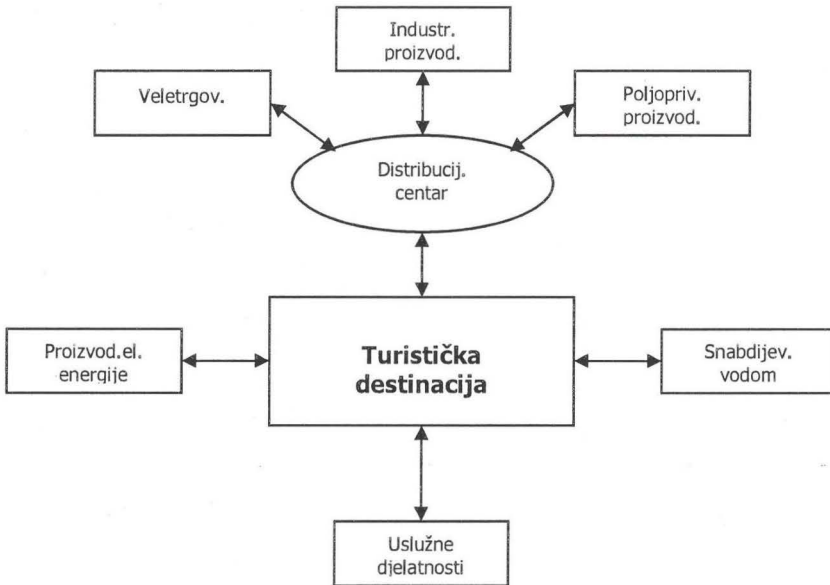 Industr.
proizvod.
Veletrgov.
Poljopriv.
proizvod.
Distribucij.
centar
Proizvod.el.
energije
Turistička
destinacija
Snabdijev.
vodom
Uslužne
djelatnosti